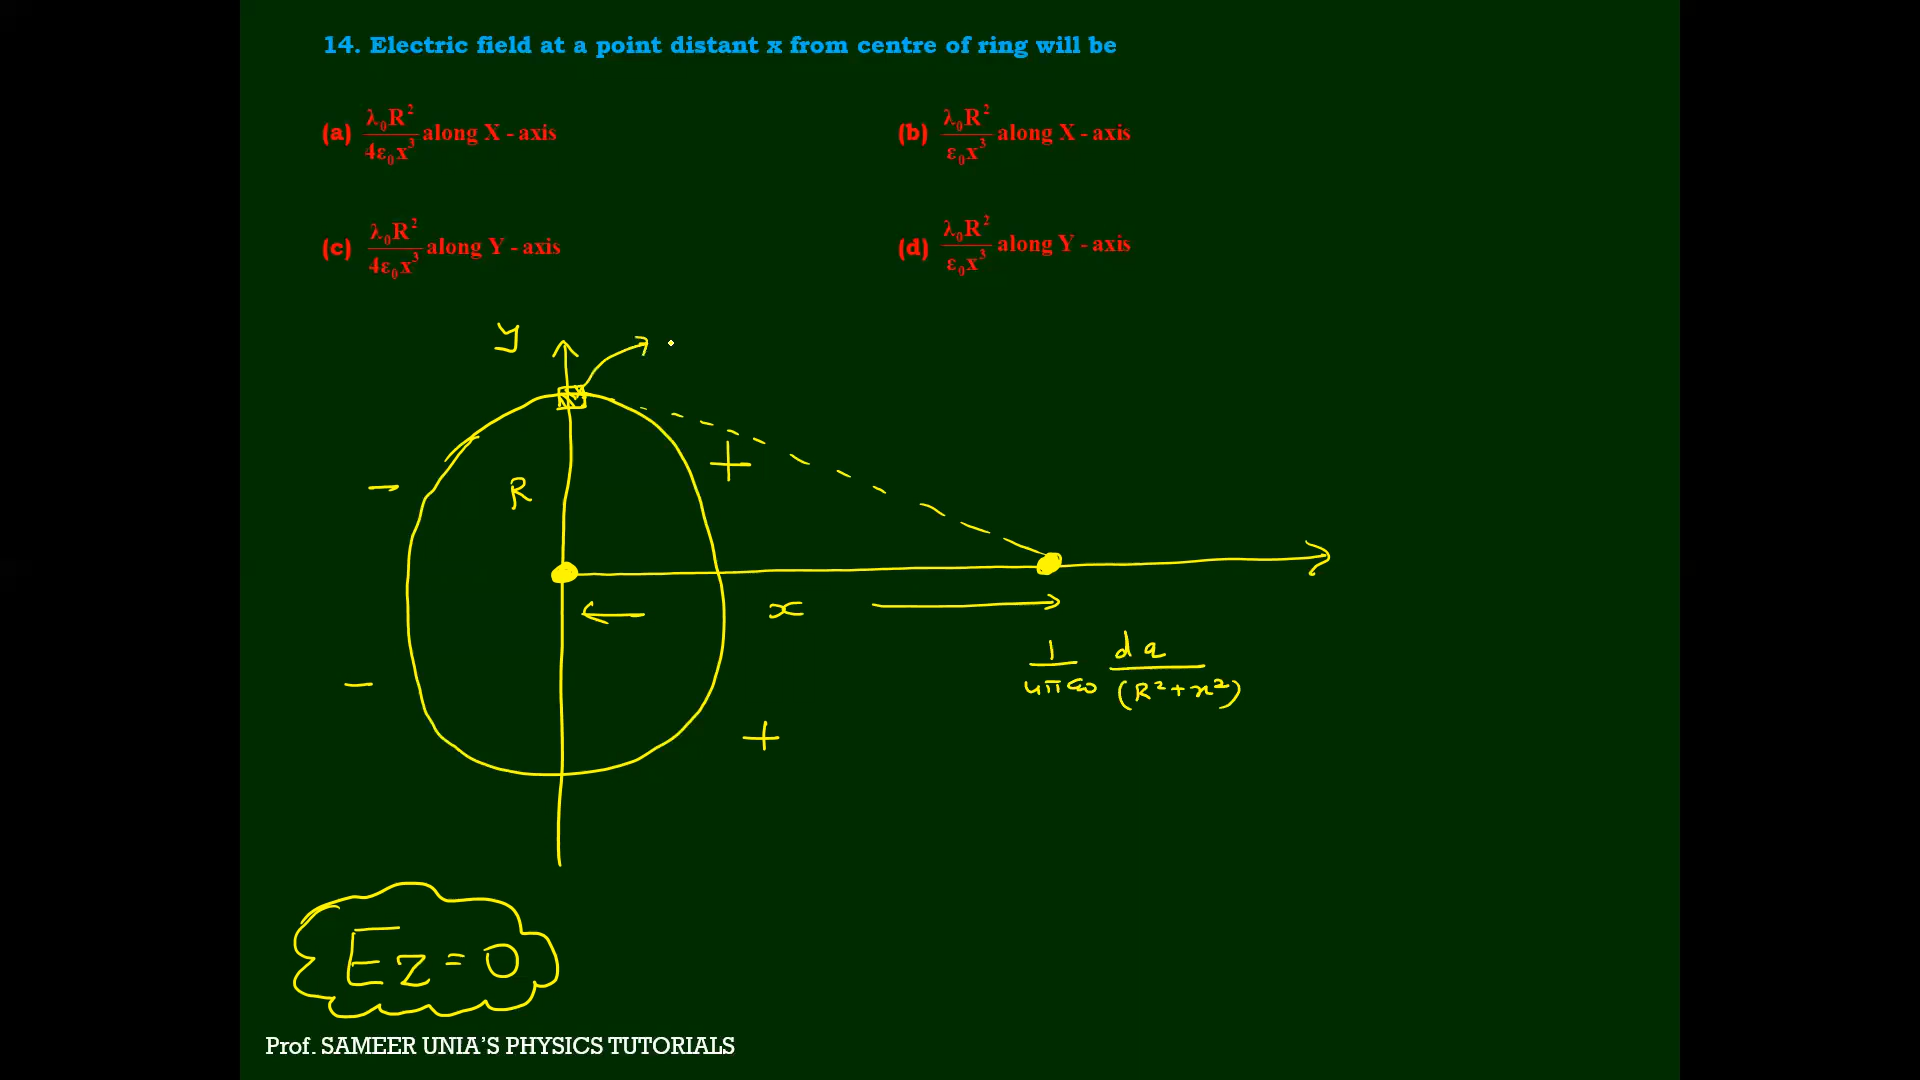 14. Electric field at a point distant x from centre of ring will be
(a) λ₀R² / 4ε₀x³ along X - axis
(b) λ₀R² / ε₀x³ along X - axis
(c) λ₀R² / 4ε₀x³ along Y - axis
(d) λ₀R² / ε₀x³ along Y - axis
y
+
−
R
x
1 / 4πε₀ dq / (R²+x²)
−
+
Ez = 0
Prof. SAMEER UNIA’S PHYSICS TUTORIALS